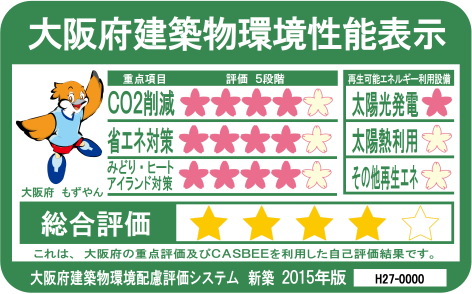 大阪府建築物環境性能表示
重点項目 評価 5段階 再生可能エネルギー利用設備
CO2削減 太陽光発電
省エネ対策 太陽熱利用
みどり・ヒート
アイランド対策 その他再生エネ
大阪府 もずやん
総合評価
これは、大阪府の重点評価及びCASBEEを利用した自己評価結果です。
大阪府建築物環境配慮評価システム 新築 2015年版 H27-0000